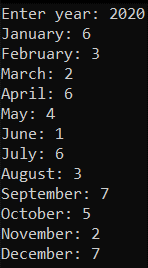 Enter year: 2020
January: 6
February: 3
March: 2
April: 6
May: 4
June: 1
July: 6
August: 3
September: 7
October: 5
November: 2
December: 7